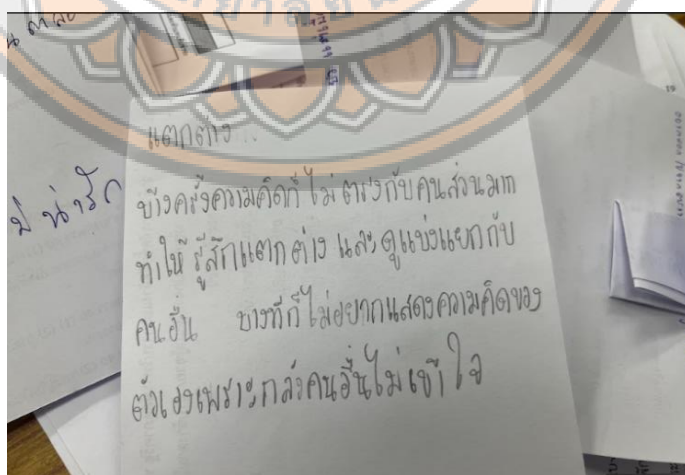 แตกต่าง
บางครั้งความคิดก็ไม่ตรงกับคนส่วนมาก
ทำให้ รู้สึกแตกต่าง และดูแบ่งแยกกับ
คนอื่น บางทีก็ไม่อยากแสดงความคิดของ
ตัวเองเพราะกลัวคนอื่นไม่เข้าใจ
น่ารัก